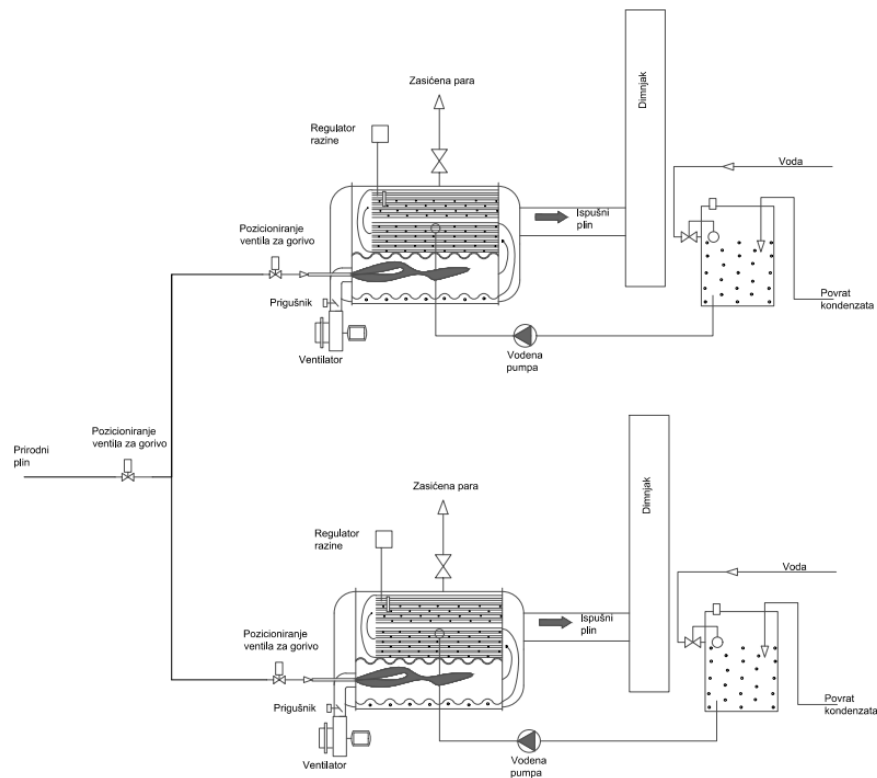 Zasićena para
Dimnjak
Regulator
razine
Voda
Pozicioniranje
ventila za gorivo
Ispušni
plin
Prigušnik
Povrat
kondenzata
Ventilator
Vodena
pumpa
Pozicioniranje
ventila za gorivo
Prirodni
plin
Zasićena para
Dimnjak
Regulator
razine
Voda
Pozicioniranje
ventila za gorivo
Ispušni
plin
Prigušnik
Povrat
kondenzata
Ventilator
Vodena
pumpa